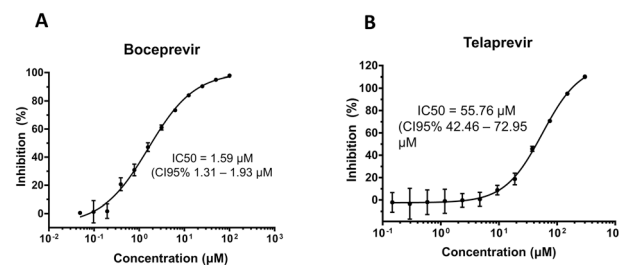 A
Boceprevir
100
80
60
40
20
0
Inhibition (%)
IC50 = 1.59 µM
(CI95% 1.31 – 1.93 µM
10-2
10-1
100
101
102
103
Concentration (µM)
B
Telaprevir
120
100
80
60
40
20
0
Inhibition (%)
IC50 = 55.76 µM
(CI95% 42.46 – 72.95
µM
10-1
100
101
102
10
Concentration (µM)